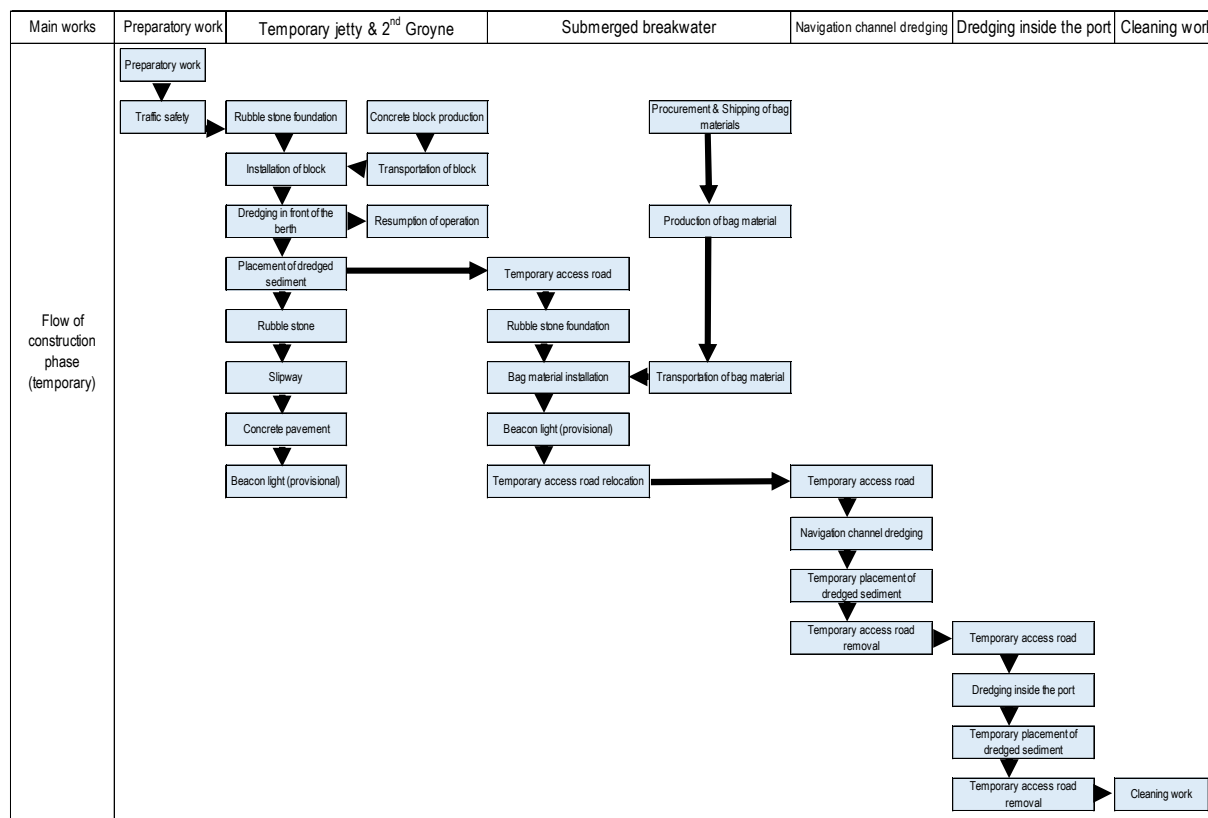 Main works
Preparatory work
Temporary jetty & 2nd Groyne
Submerged breakwater
Navigation channel dredging
Dredging inside the port
Cleaning work
Flow of
construction
phase
(temporary)
Preparatory work
Traffic safety
Rubble stone foundation
Concrete block production
Procurement & Shipping of bag
materials
Installation of block
Transportation of block
Dredging in front of the
berth
Resumption of operation
Production of bag material
Placement of dredged
sediment
Temporary access road
Rubble stone
Rubble stone foundation
Slipway
Bag material installation
Transportation of bag material
Concrete pavement
Beacon light (provisional)
Beacon light (provisional)
Temporary access road relocation
Temporary access road
Navigation channel dredging
Temporary placement of
dredged sediment
Temporary access road
removal
Temporary access road
Dredging inside the port
Temporary placement of
dredged sediment
Temporary access road
removal
Cleaning work